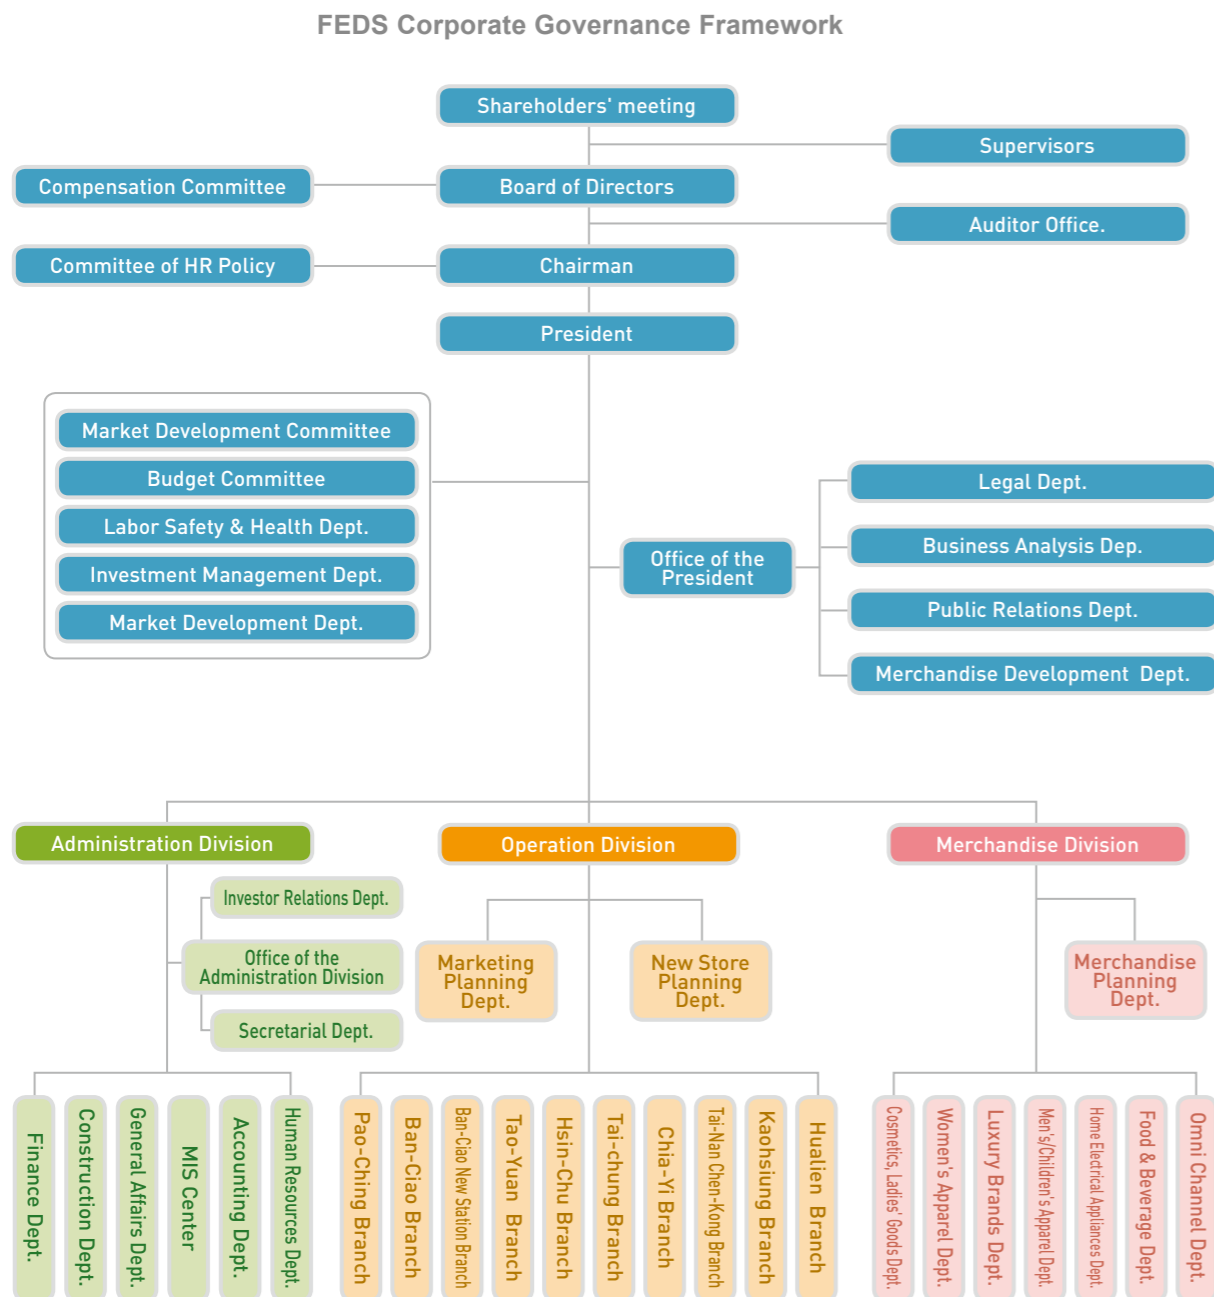 FEDS Corporate Governance Framework
Shareholders' meeting
Supervisors
Compensation Committee
Board of Directors
Auditor Office.
Committee of HR Policy
Chairman
President
Market Development Committee
Budget Committee
Labor Safety & Health Dept.
Investment Management Dept.
Market Development Dept.
Office of the
President
Legal Dept.
Business Analysis Dep.
Public Relations Dept.
Merchandise Development Dept.
Administration Division
Operation Division
Merchandise Division
Investor Relations Dept.
Office of the
Administration Division
Secretarial Dept.
Marketing
Planning
Dept.
New Store
Planning
Dept.
Merchandise
Planning
Dept.
Finance Dept.
Construction Dept.
General Affairs Dept.
MIS Center
Accounting Dept.
Human Resources Dept.
Pao-Ching Branch
Ban-Ciao Branch
Ban-Ciao New Station Branch
Tao-Yuan Branch
Hsin-Chu Branch
Tai-chung Branch
Chia-Yi Branch
Tai-Nan Chen-Kong Branch
Kaohsiung Branch
Hualien Branch
Cosmetics, Ladies' Goods Dept.
Women's Apparel Dept.
Luxury Brands Dept.
Men's/Children's Apparel Dept.
Home Electrical Appliances Dept.
Food & Beverage Dept.
Omni Channel Dept.